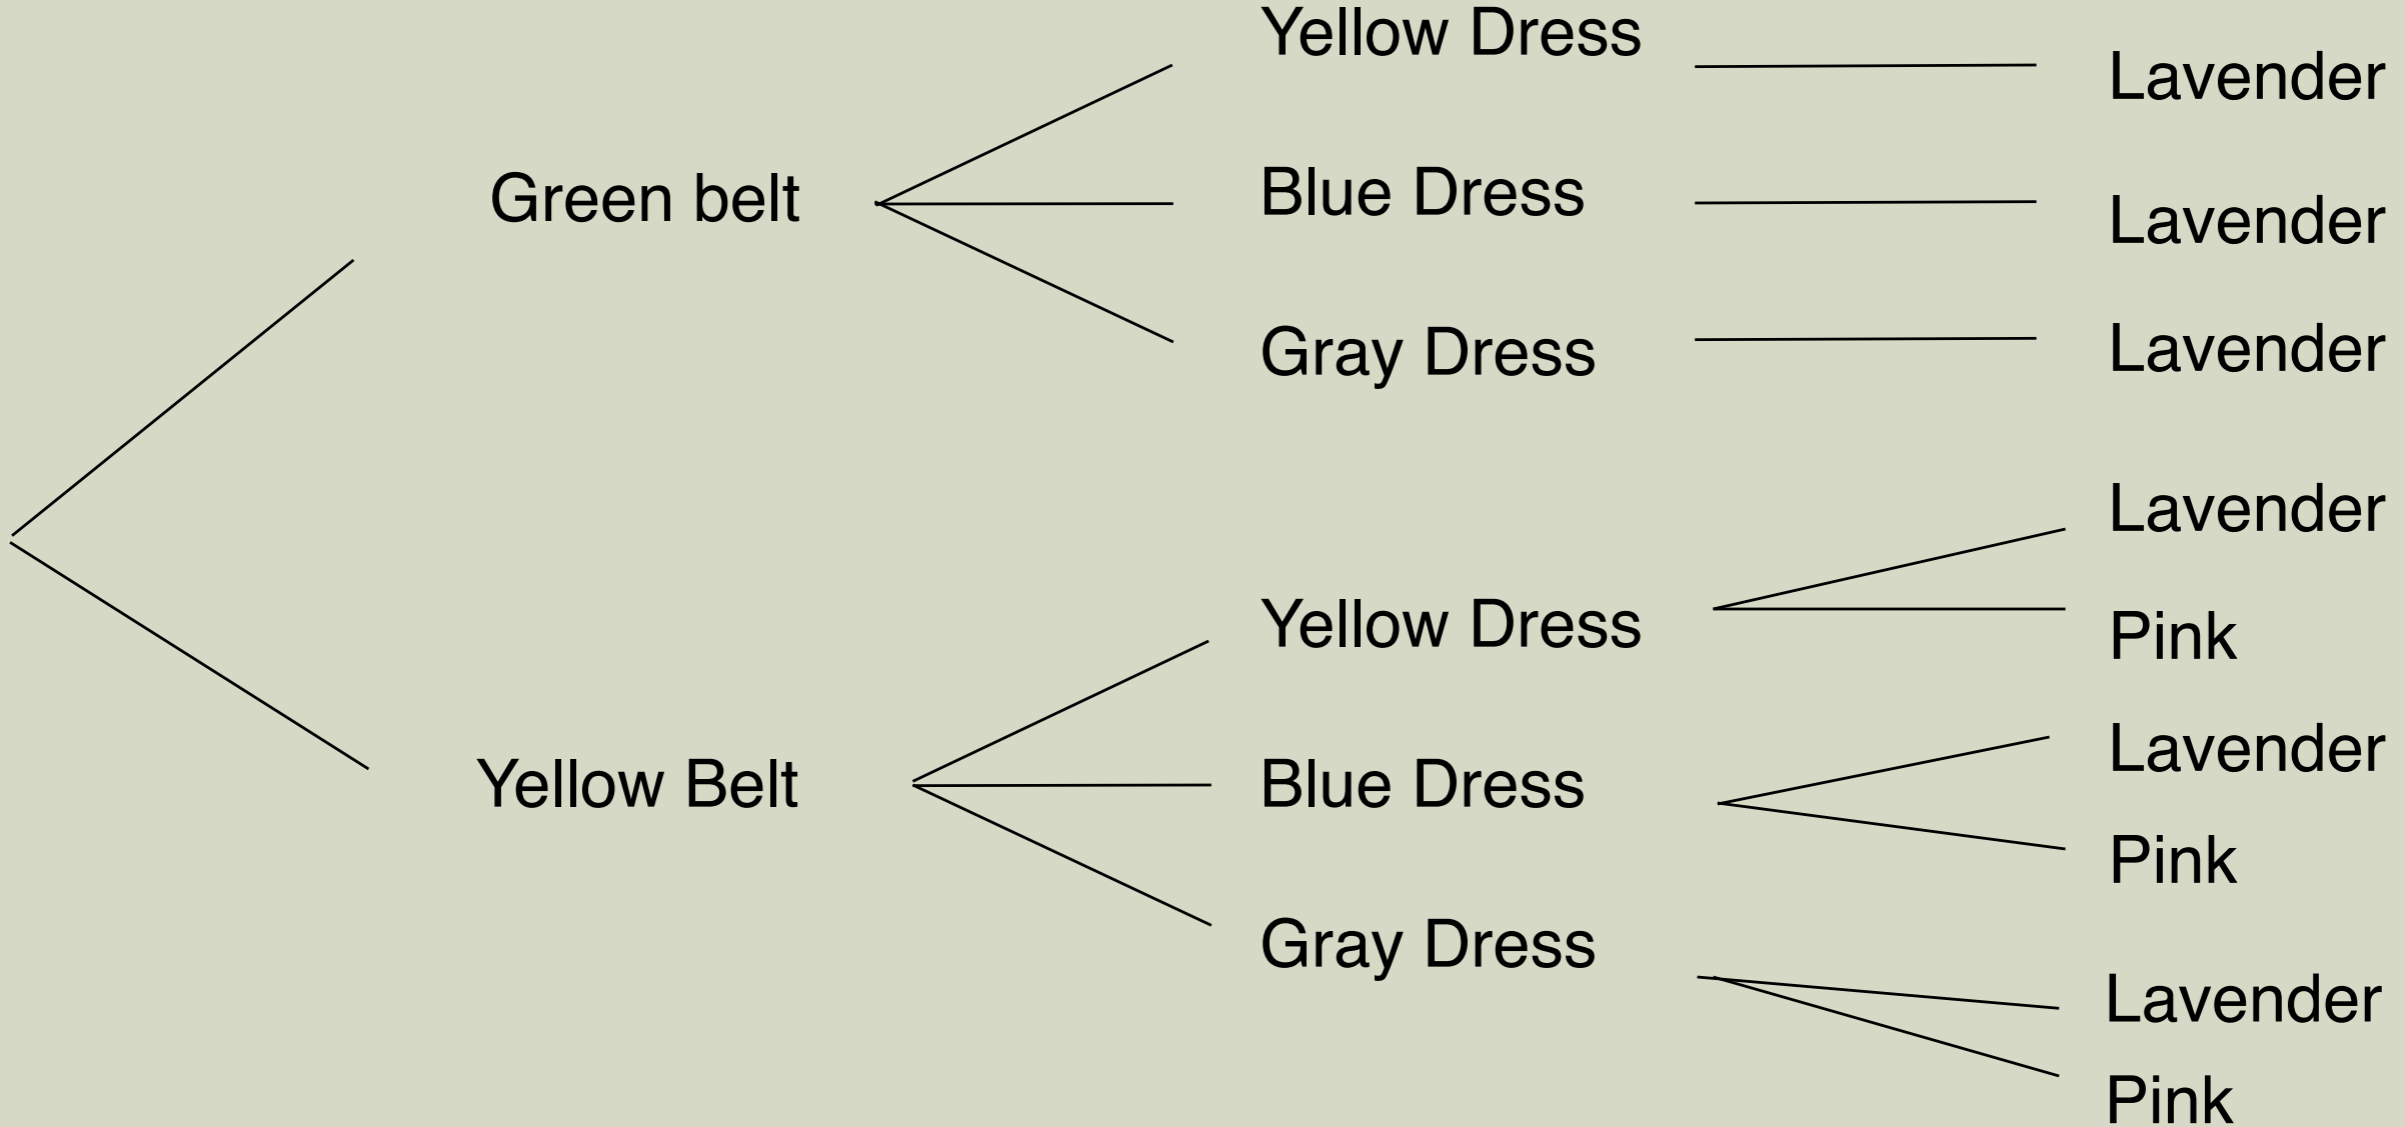 Yellow Dress
Lavender
Green belt
Blue Dress
Lavender
Gray Dress
Lavender
Lavender
Yellow Dress
Pink
Lavender
Yellow Belt
Blue Dress
Pink
Gray Dress
Lavender
Pink